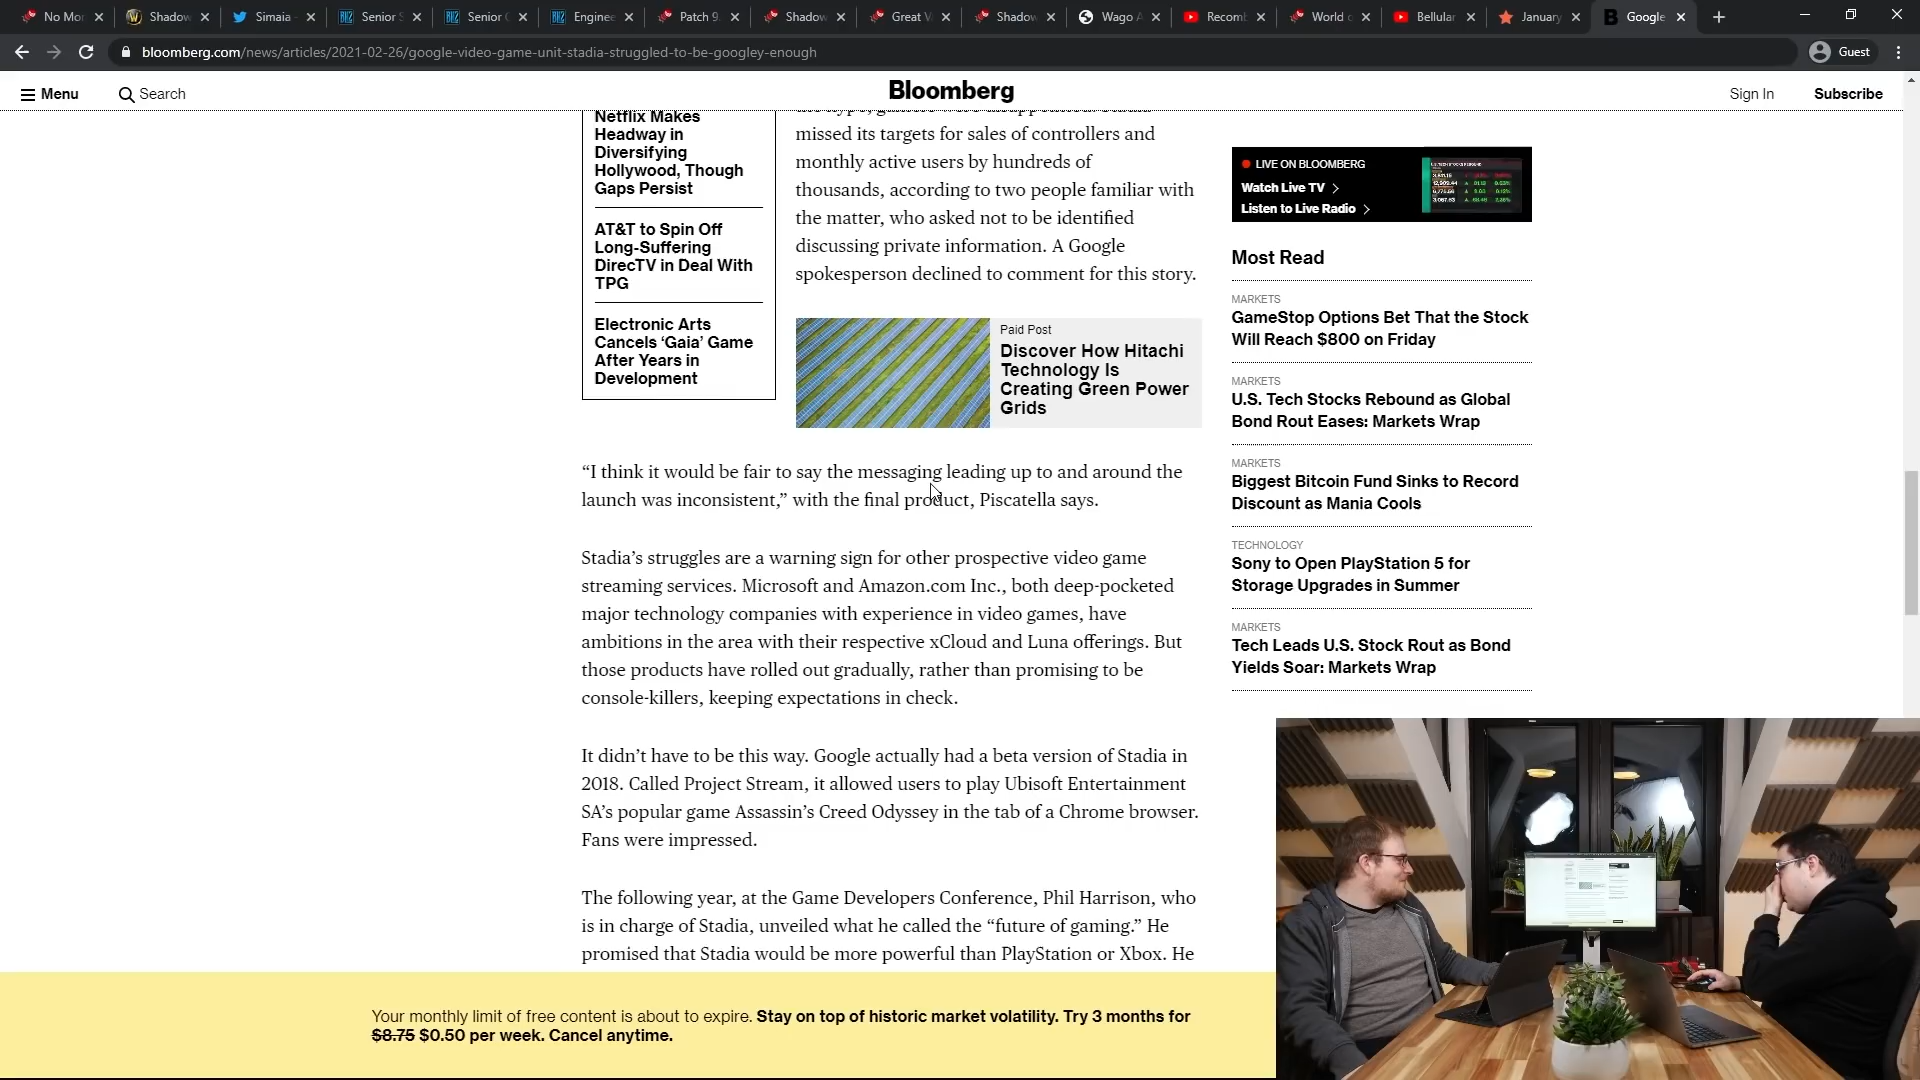 No Mor
Shadow
Simaia
Senior S
Senior
Enginee
Patch 9.
Shadow
Great V
Shadow
Wago A
Recomb
World o
Bellular
January
Google
bloomberg.com/news/articles/2021-02-26/google-video-game-unit-stadia-struggled-to-be-googley-enough
Guest
Menu
Search
Bloomberg
Sign In
Subscribe
Netflix Makes
Headway in
Diversifying
Hollywood, Though
Gaps Persist
AT&T to Spin Off
Long-Suffering
DirecTV in Deal With
TPG
Electronic Arts
Cancels ‘Gaia’ Game
After Years in
Development
missed its targets for sales of controllers and
monthly active users by hundreds of
thousands, according to two people familiar with
the matter, who asked not to be identified
discussing private information. A Google
spokesperson declined to comment for this story.
Paid Post
Discover How Hitachi
Technology Is
Creating Green Power
Grids
“I think it would be fair to say the messaging leading up to and around the
launch was inconsistent,” with the final product, Piscatella says.
Stadia’s struggles are a warning sign for other prospective video game
streaming services. Microsoft and Amazon.com Inc., both deep-pocketed
major technology companies with experience in video games, have
ambitions in the area with their respective xCloud and Luna offerings. But
those products have rolled out gradually, rather than promising to be
console-killers, keeping expectations in check.
It didn’t have to be this way. Google actually had a beta version of Stadia in
2018. Called Project Stream, it allowed users to play Ubisoft Entertainment
SA’s popular game Assassin’s Creed Odyssey in the tab of a Chrome browser.
Fans were impressed.
The following year, at the Game Developers Conference, Phil Harrison, who
is in charge of Stadia, unveiled what he called the “future of gaming.” He
promised that Stadia would be more powerful than PlayStation or Xbox. He
LIVE ON BLOOMBERG
Watch Live TV
Listen to Live Radio
Most Read
MARKETS
GameStop Options Bet That the Stock
Will Reach $800 on Friday
MARKETS
U.S. Tech Stocks Rebound as Global
Bond Rout Eases: Markets Wrap
MARKETS
Biggest Bitcoin Fund Sinks to Record
Discount as Mania Cools
TECHNOLOGY
Sony to Open PlayStation 5 for
Storage Upgrades in Summer
MARKETS
Tech Leads U.S. Stock Rout as Bond
Yields Soar: Markets Wrap
Your monthly limit of free content is about to expire. Stay on top of historic market volatility. Try 3 months for
$8.75 $0.50 per week. Cancel anytime.